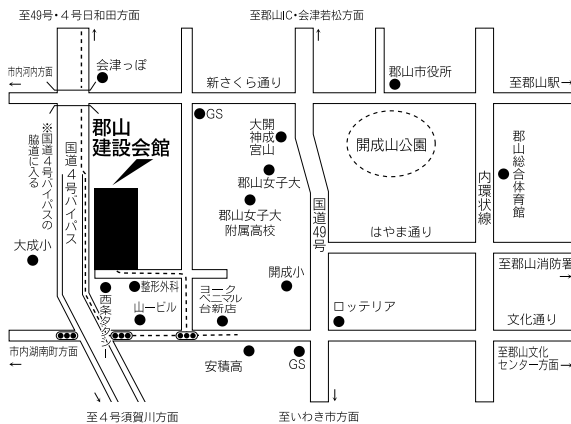 至49号・4号日和田方面
至郡山IC・会津若松方面
市内河内方面
会津っぽ
新さくら通り
郡山市役所
至郡山駅→
GS
郡山
建設会館
大開
神成
宮山
開成山公園
郡山総合体育館
※国道4号バイパスの
脇道に入る
国道4号バイパス
郡山女子大
郡山女子大
附属高校
国道49号
内環状線
はやま通り
大成小
至郡山消防署
→
整形外科
西条タクシー
山一ビル
ヨーク
ベニマル
台新店
開成小
ロッテリア
文化通り
市内湖南町方面
←
安積高
GS
至郡山文化
センター方面→
至4号須賀川方面
至いわき市方面